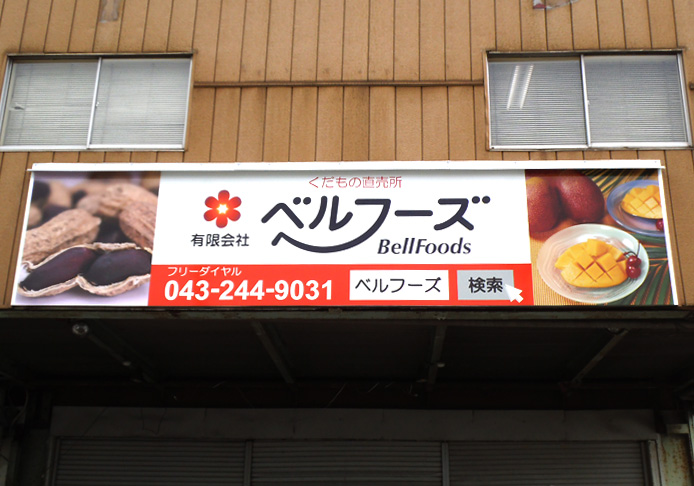 くだもの直売所
有限会社
ベルフーズ
BellFoods
フリーダイヤル
043-244-9031
ベルフーズ 検索